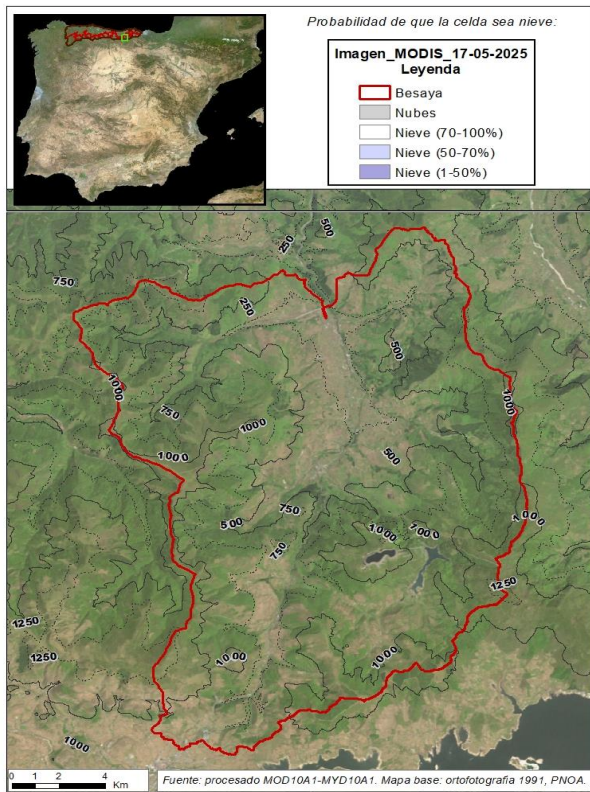 Probabilidad de que la celda sea nieve:
Imagen_MODIS_17-05-2025
Leyenda
Besaya
Nubes
Nieve (70-100%)
Nieve (50-70%)
Nieve (1-50%)
500
250
750
250
500
1000
750
1000
1000
1000
500
500
750
750
1000
1000
1000
1250
1250
1250
1000
1000
1000
0 1 2 4
Km
Fuente: procesado MOD10A1-MYD10A1. Mapa base: ortofotografia 1991, PNOA.